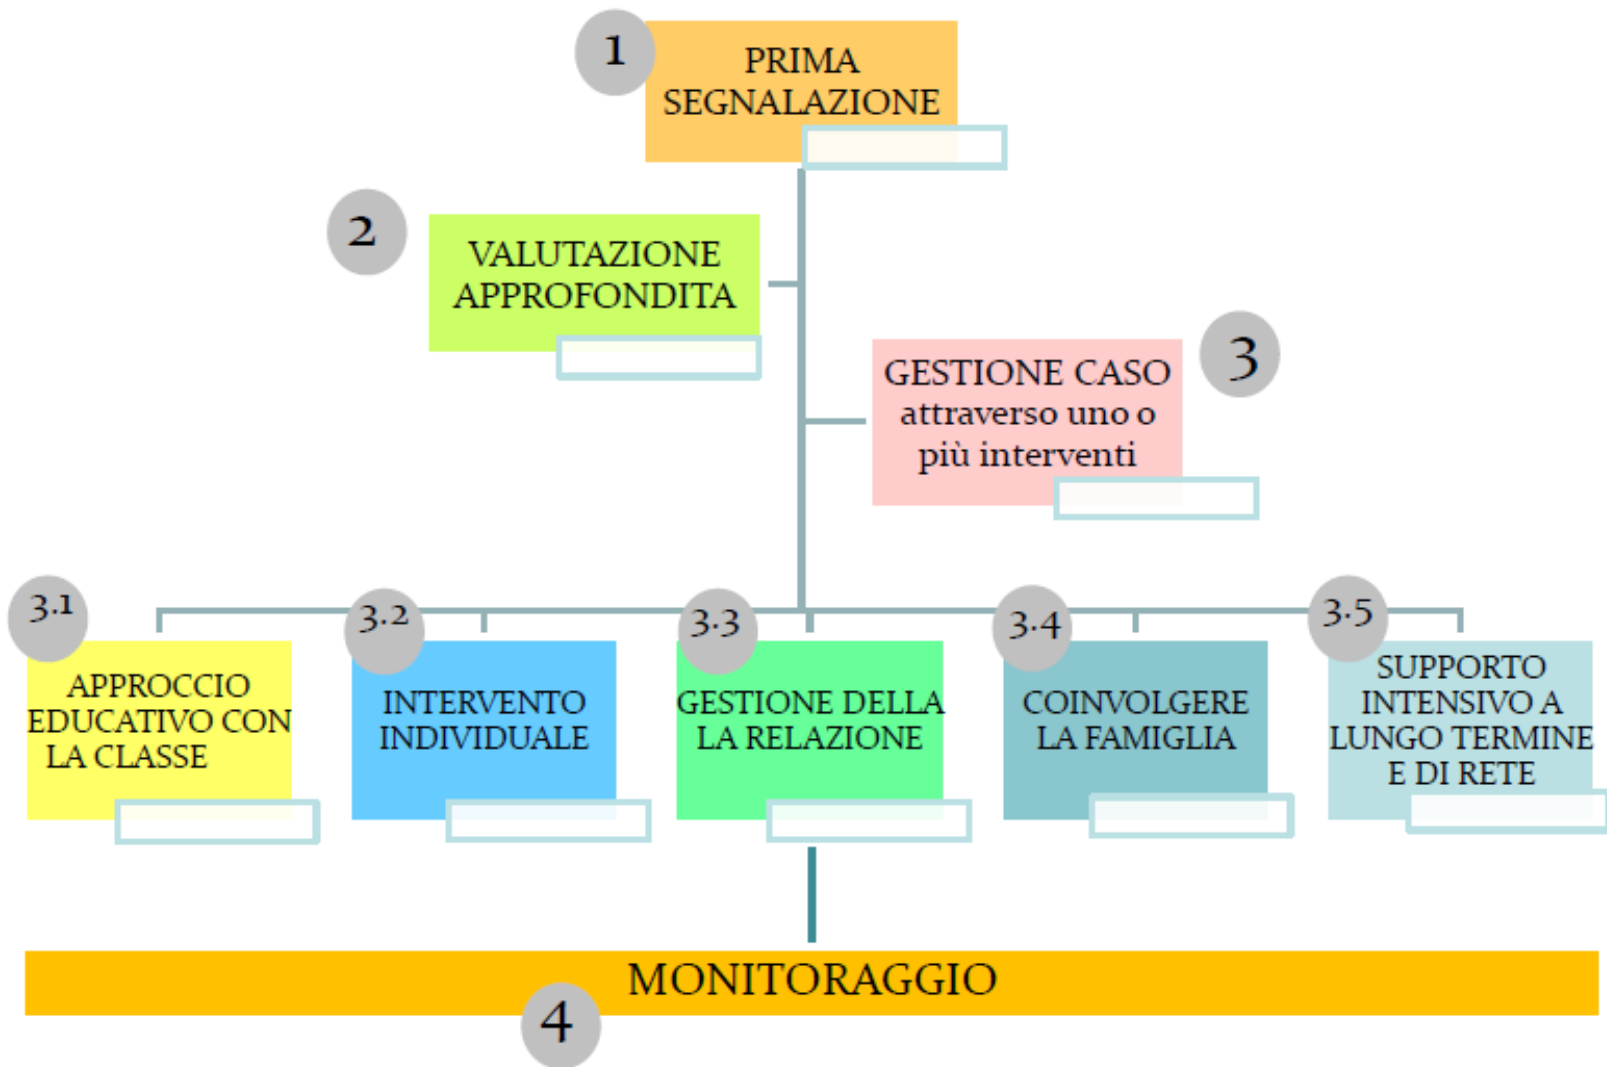 1
PRIMA
SEGNALAZIONE
2
VALUTAZIONE
APPROFONDITA
3
GESTIONE CASO
attraverso uno o
più interventi
3.1
APPROCCIO
EDUCATIVO CON
LA CLASSE
3.2
INTERVENTO
INDIVIDUALE
3.3
GESTIONE DELLA
LA RELAZIONE
3.4
COINVOLGERE
LA FAMIGLIA
3.5
SUPPORTO
INTENSIVO A
LUNGO TERMINE
E DI RETE
MONITORAGGIO
4